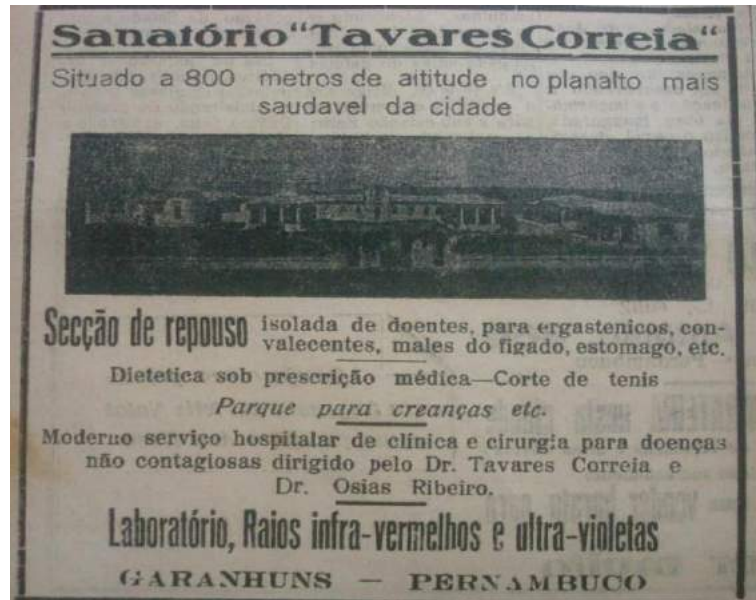 Sanatório "Tavares Correia"
Situado a 800 metros de aititude no planalto mais
saudavel da cidade
Secção de repouso isolada de doentes, para ergastenicos, con-
valecentes, males do figado, estomago, etc.
Dietetica sob prescrição médica—Corte de tenis
Parque para creanças etc.
Moderno serviço hospitalar de clínica e cirurgia para doenças
não contagiosas dirigido pelo Dr. Tavares Correia e
Dr. Osias Ribeiro.
Laboratório, Raios infra-vermelhos e ultra-violetas
GARANHUNS — PERNAMBUCO